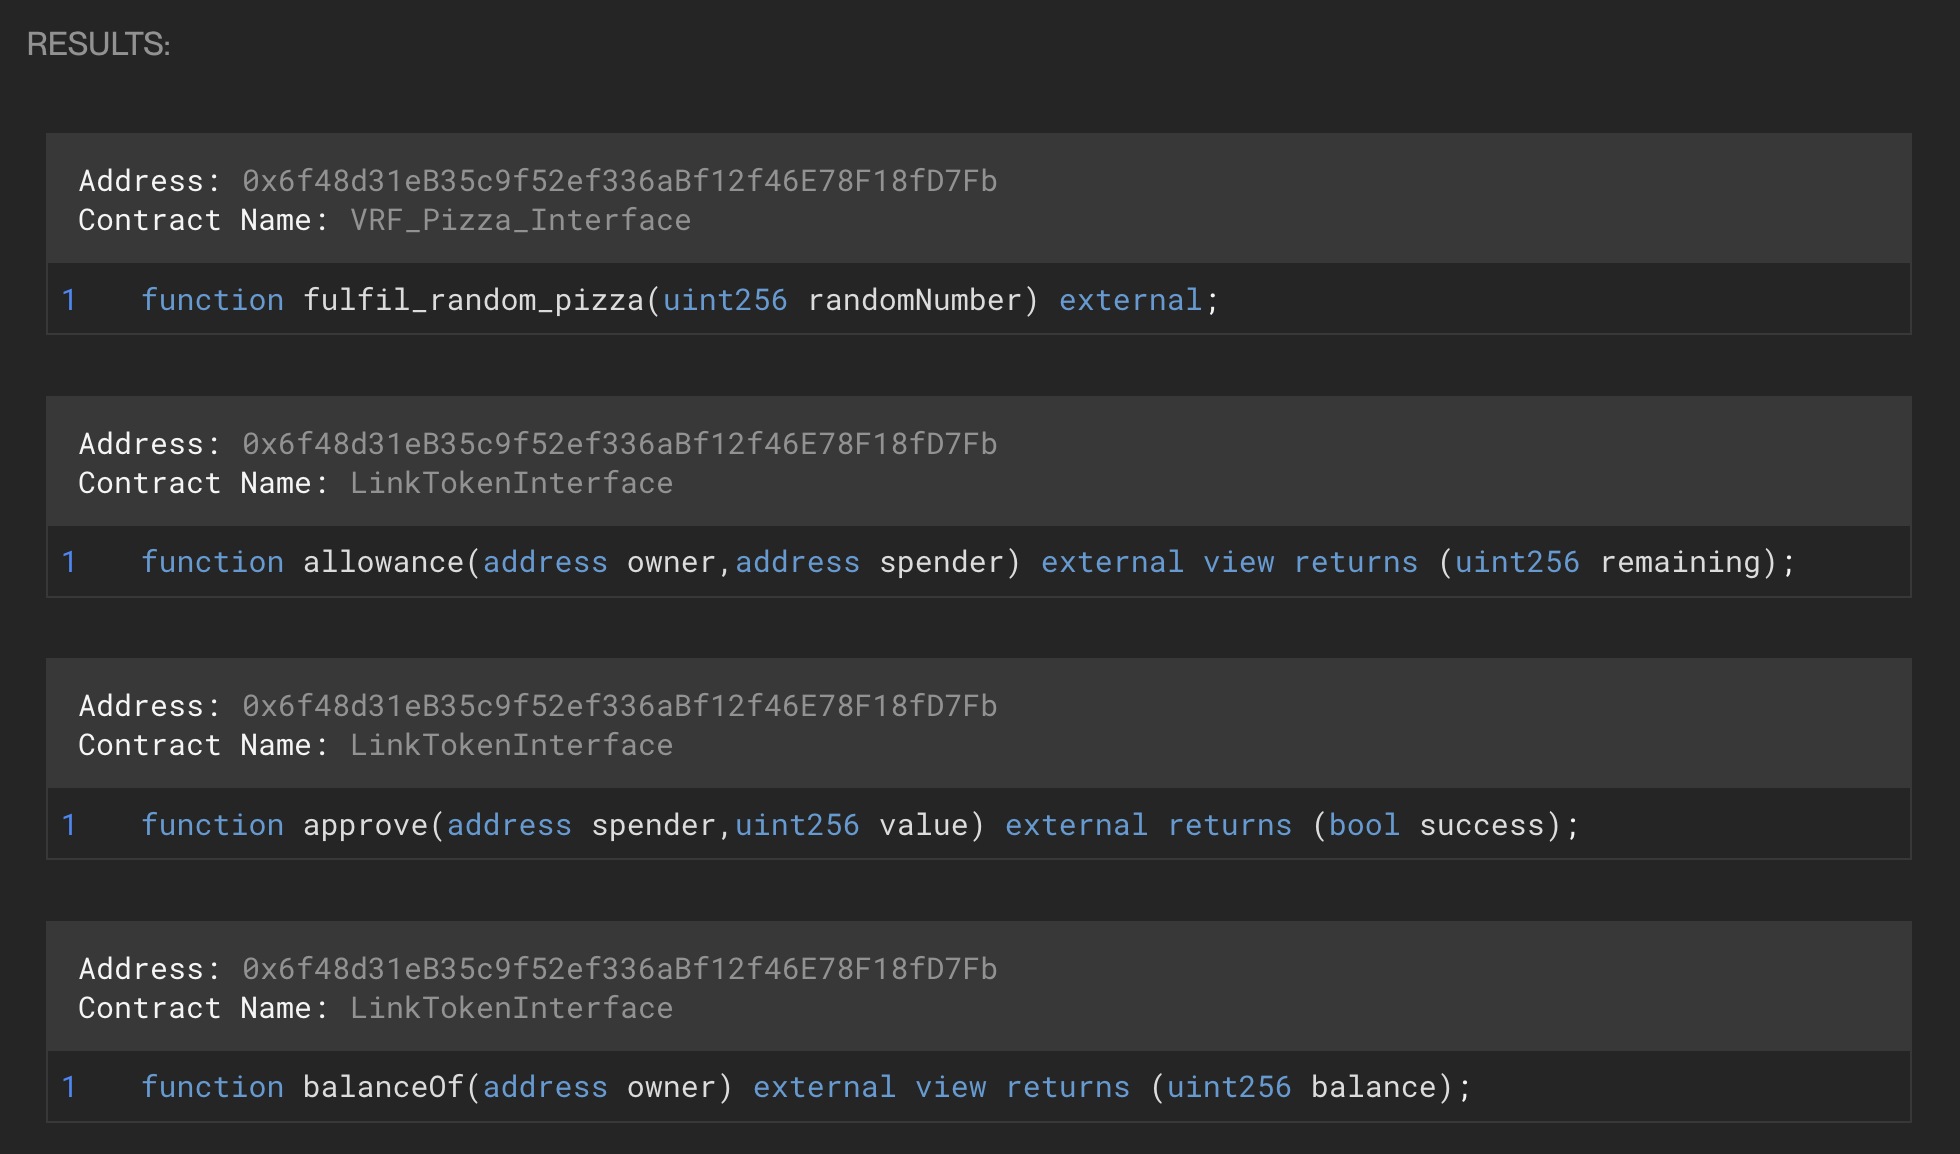 RESULTS:
Address: 0x6f48d31eB35c9f52ef336aBf12f46E78F18fD7Fb
Contract Name: VRF_Pizza_Interface
1 function fulfil_random_pizza(uint256 randomNumber) external;
Address: 0x6f48d31eB35c9f52ef336aBf12f46E78F18fD7Fb
Contract Name: LinkTokenInterface
1 function allowance(address owner,address spender) external view returns (uint256 remaining);
Address: 0x6f48d31eB35c9f52ef336aBf12f46E78F18fD7Fb
Contract Name: LinkTokenInterface
1 function approve(address spender,uint256 value) external returns (bool success);
Address: 0x6f48d31eB35c9f52ef336aBf12f46E78F18fD7Fb
Contract Name: LinkTokenInterface
1 function balanceOf(address owner) external view returns (uint256 balance);